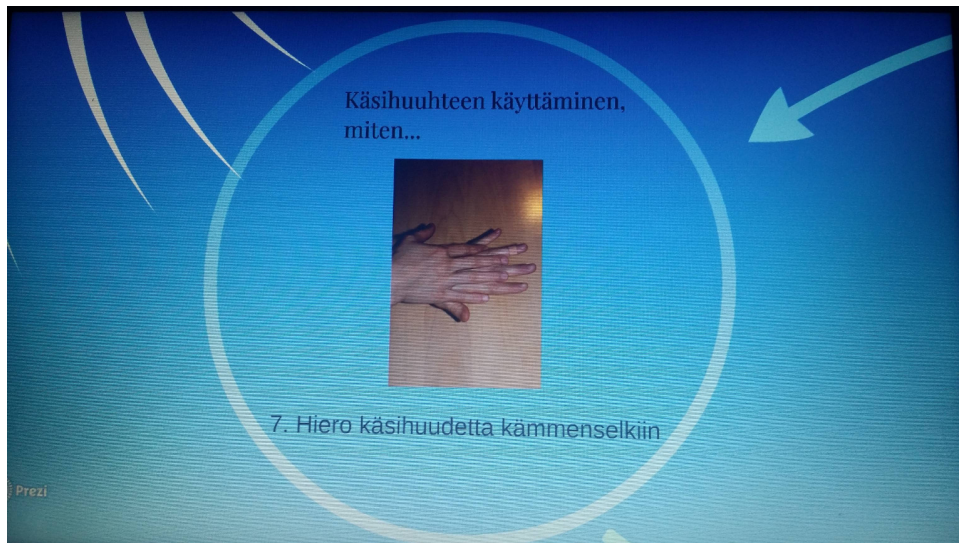 Käsihuuhteen käyttäminen,
miten...
7. Hiero käsihuudetta kämmenselkiin
Prezi